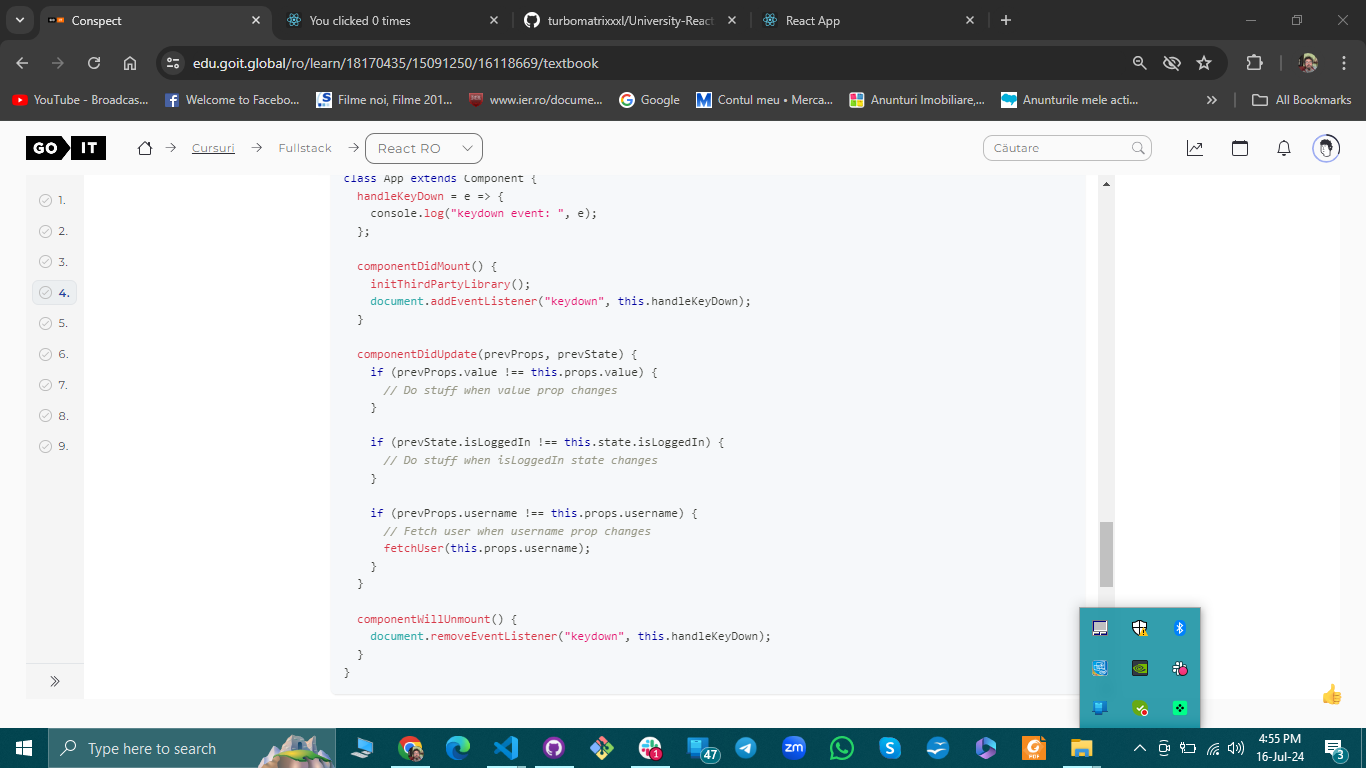 Conspect
You clicked 0 times
turbomatrixxxl/University-React
React App
edu.goit.global/ro/learn/18170435/15091250/16118669/textbook
YouTube - Broadcas...
Welcome to Facebo...
Filme noi, Filme 201...
www.ier.ro/docume...
Google
Contul meu • Merca...
Anunturi Imobiliare,...
Anunturile mele acti...
All Bookmarks
GO IT
Cursuri
Fullstack
React RO
Căutare
1.
2.
3.
4.
5.
6.
7.
8.
9.
class App extends Component {
handleKeyDown = e => {
console.log("keydown event: ", e);
};
componentDidMount() {
initThirdPartyLibrary();
document.addEventListener("keydown", this.handleKeyDown);
}
componentDidUpdate(prevProps, prevState) {
if (prevProps.value !== this.props.value) {
// Do stuff when value prop changes
}
if (prevState.isLoggedIn !== this.state.isLoggedIn) {
// Do stuff when isLoggedIn state changes
}
if (prevProps.username !== this.props.username) {
// Fetch user when username prop changes
fetchUser(this.props.username);
}
}
componentWillUnmount() {
document.removeEventListener("keydown", this.handleKeyDown);
}
}
Type here to search
1
47
zm
PDF
4:55 PM
16-Jul-24
3